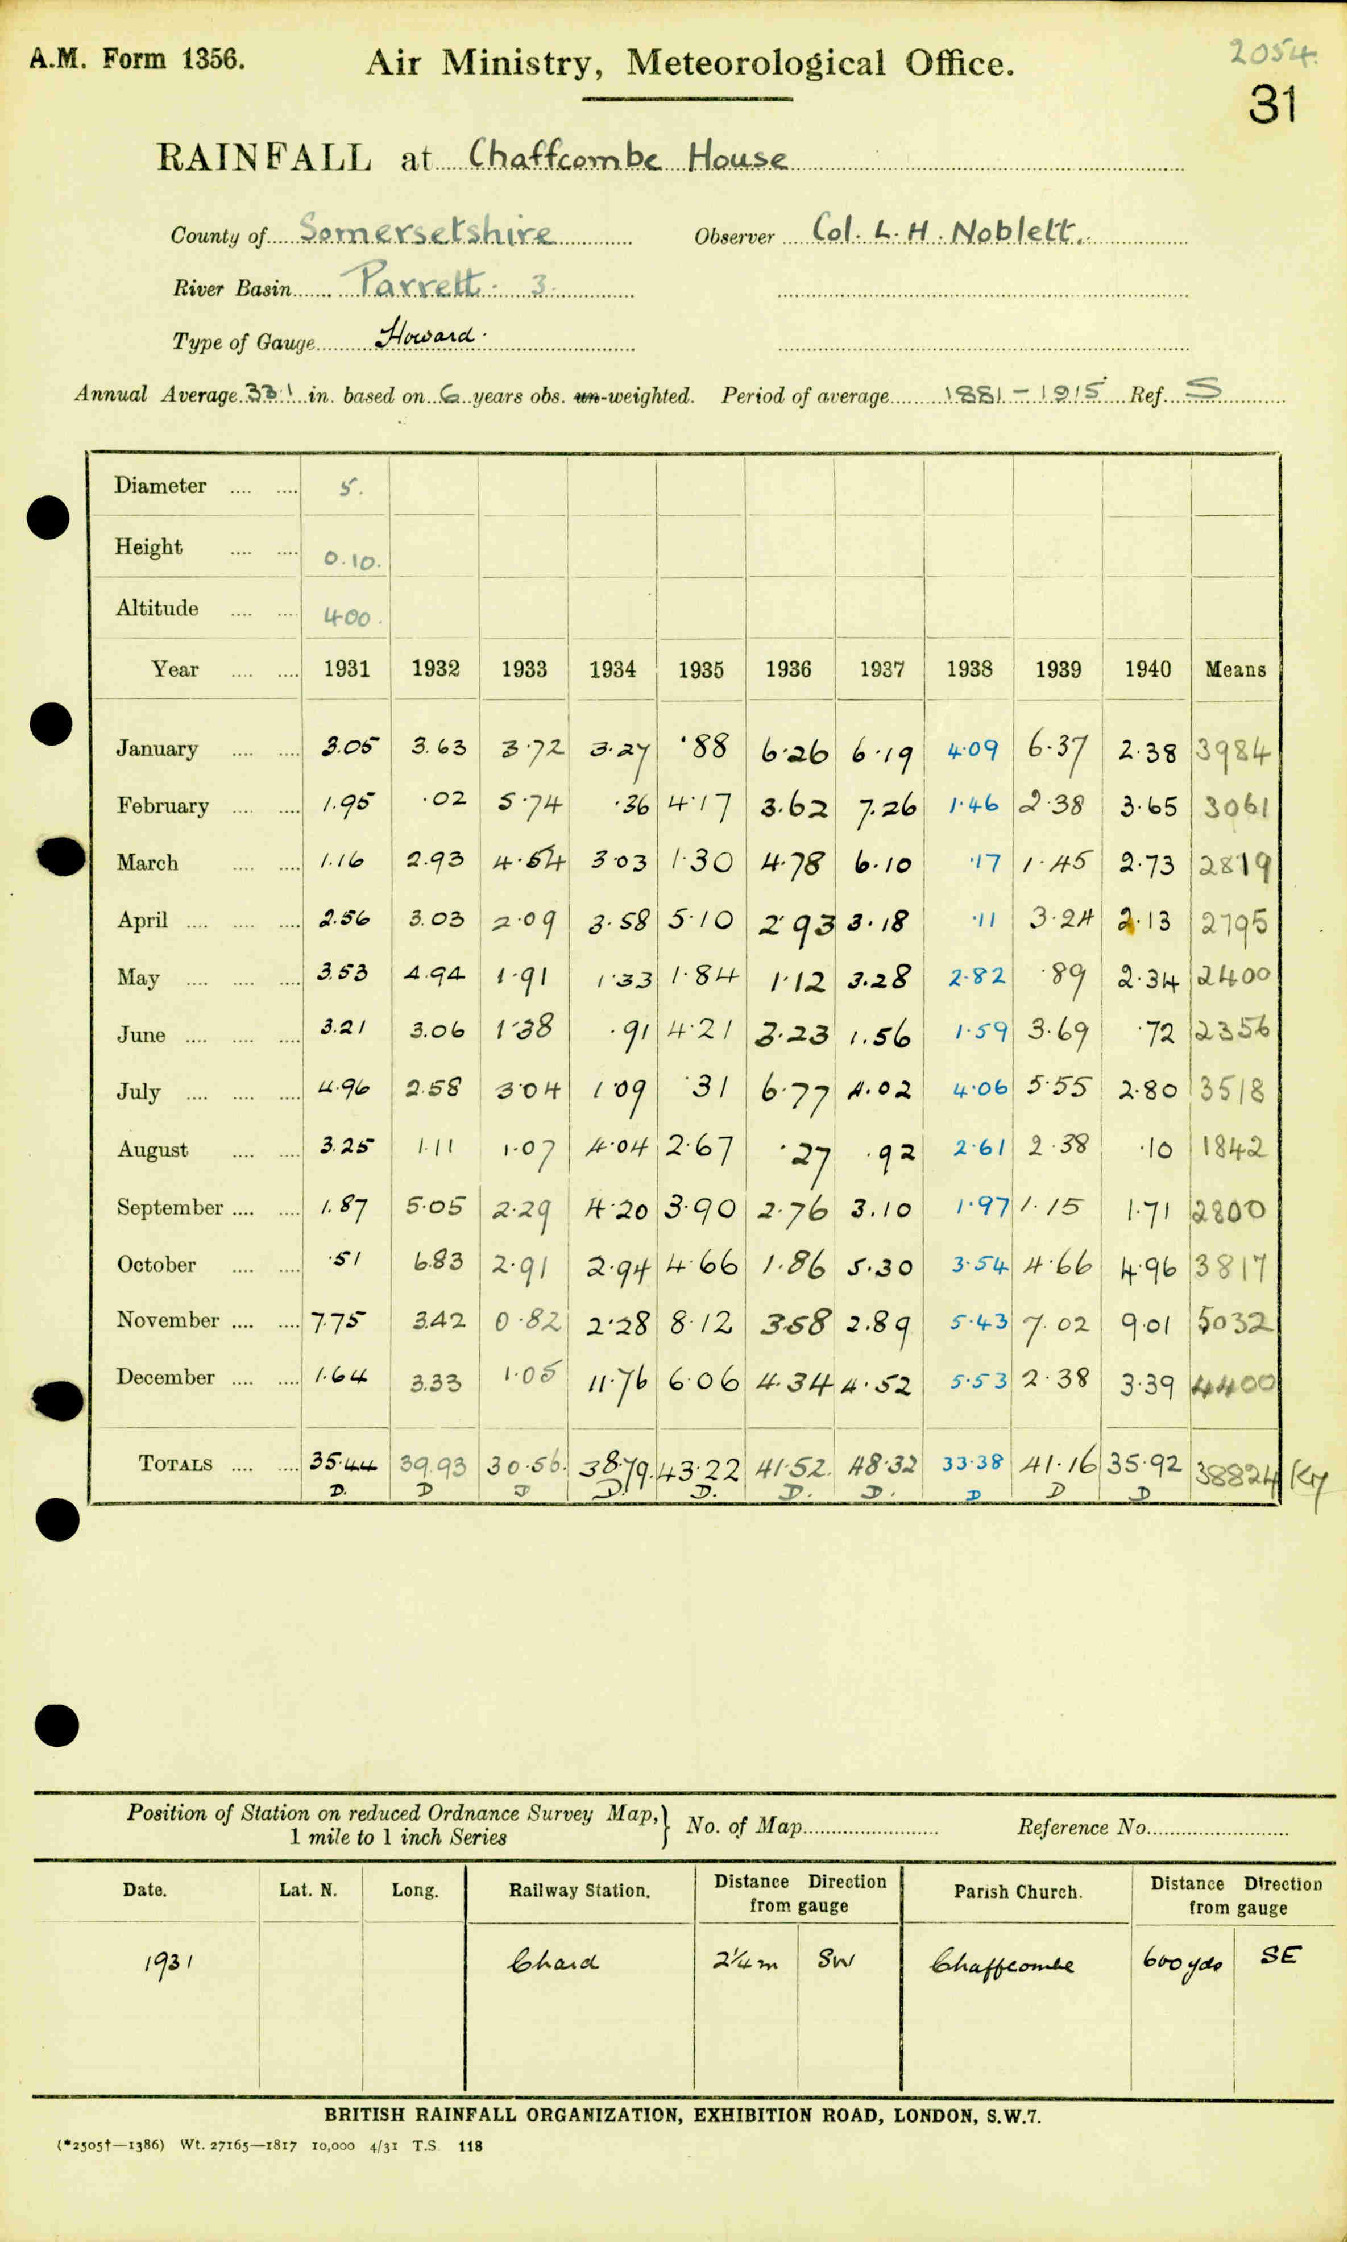 A.M. Form 1356.
Air Ministry, Meteorological Office.
2054.
31
RAINFALL at Chaffcombe House
County of Somersetshire Observer Col. L. H. Noblett.
River Basin Parrett. 3.
Type of Gauge Howard.
Annual Average 33.1 in. based on 6 years obs. un-weighted. Period of average 1881-1915 Ref. S
Diameter .... .... 5.
Height .... .... 0.10.
Altitude .... .... 400.
Year .... .... 1931 1932 1933 1934 1935 1936 1937 1938 1939 1940 Means
January .... .... 3.05 3.63 3.72 3.27 .88 6.26 6.19 4.09 6.37 2.38 3984
February .... .... 1.95 .02 5.74 .36 4.17 3.62 7.26 1.46 2.38 3.65 3061
March .... .... 1.16 2.93 4.54 3.03 1.30 4.78 6.10 .17 1.45 2.73 2819
April .... .... .... 2.56 3.03 2.09 3.58 5.10 2.93 3.18 .11 3.24 2.13 2795
May .... .... .... 3.53 4.94 1.91 1.33 1.84 1.12 3.28 2.82 .89 2.34 2400
June .... .... .... 3.21 3.06 1.38 .91 4.21 3.23 1.56 1.59 3.69 .72 2356
July .... .... .... 4.96 2.58 3.04 1.09 .31 6.77 4.02 4.06 5.55 2.80 3518
August .... .... 3.25 1.11 1.07 4.04 2.67 .27 .92 2.61 2.38 .10 1842
September .... .... 1.87 5.05 2.29 4.20 3.90 2.76 3.10 1.97 1.15 1.71 2800
October .... .... .51 6.83 2.91 2.94 4.66 1.86 5.30 3.54 4.66 4.96 3817
November .... .... 7.75 3.42 0.82 2.28 8.12 3.58 2.89 5.43 7.02 9.01 5032
December .... .... 1.64 3.33 1.05 11.76 6.06 4.34 4.52 5.53 2.38 3.39 4400
TOTALS .... .... 35.44 39.93 30.56. 38.79. 43.22 41.52. 48.32 33.38 41.16 35.92 38824
D. D D D. D. D. D. D D D
Position of Station on reduced Ordnance Survey Map,} No. of Map Reference No.
1 mile to 1 inch Series
Date. Lat. N. Long. Railway Station. Distance Direction from gauge Parish Church. Distance Direction from gauge
1931 Chard 2¼ m SW Chaffcombe 600 yds SE
BRITISH RAINFALL ORGANIZATION, EXHIBITION ROAD, LONDON, S.W.7.
(*2505†—1386) Wt. 27165—1817 10,000 4/31 T.S. 118